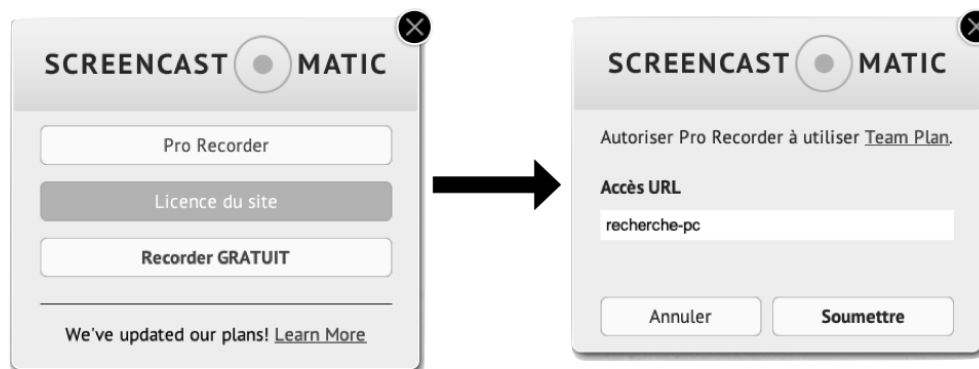 SCREENCAST MATIC
Pro Recorder
Licence du site
Recorder GRATUIT
We've updated our plans! Learn More
SCREENCAST MATIC
Autoriser Pro Recorder à utiliser Team Plan.
Accès URL
recherche-pc
Annuler Soumettre